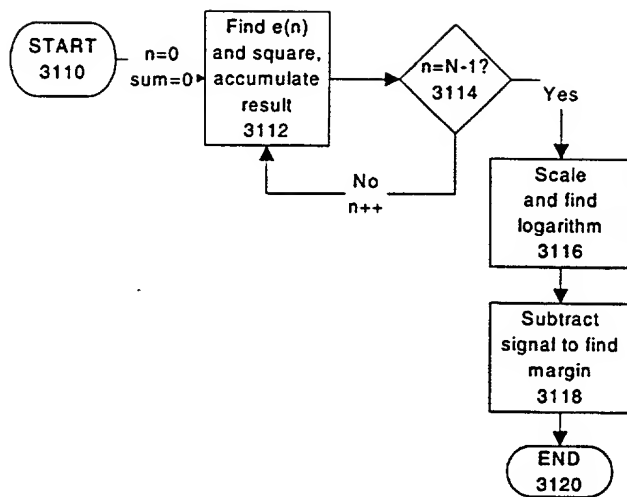 START
3110
n=0
sum=0
Find e(n)
and square,
accumulate
result
3112
n=N-1?
3114
Yes
No
n++
Scale
and find
logarithm
3116
Subtract
signal to find
margin
3118
END
3120